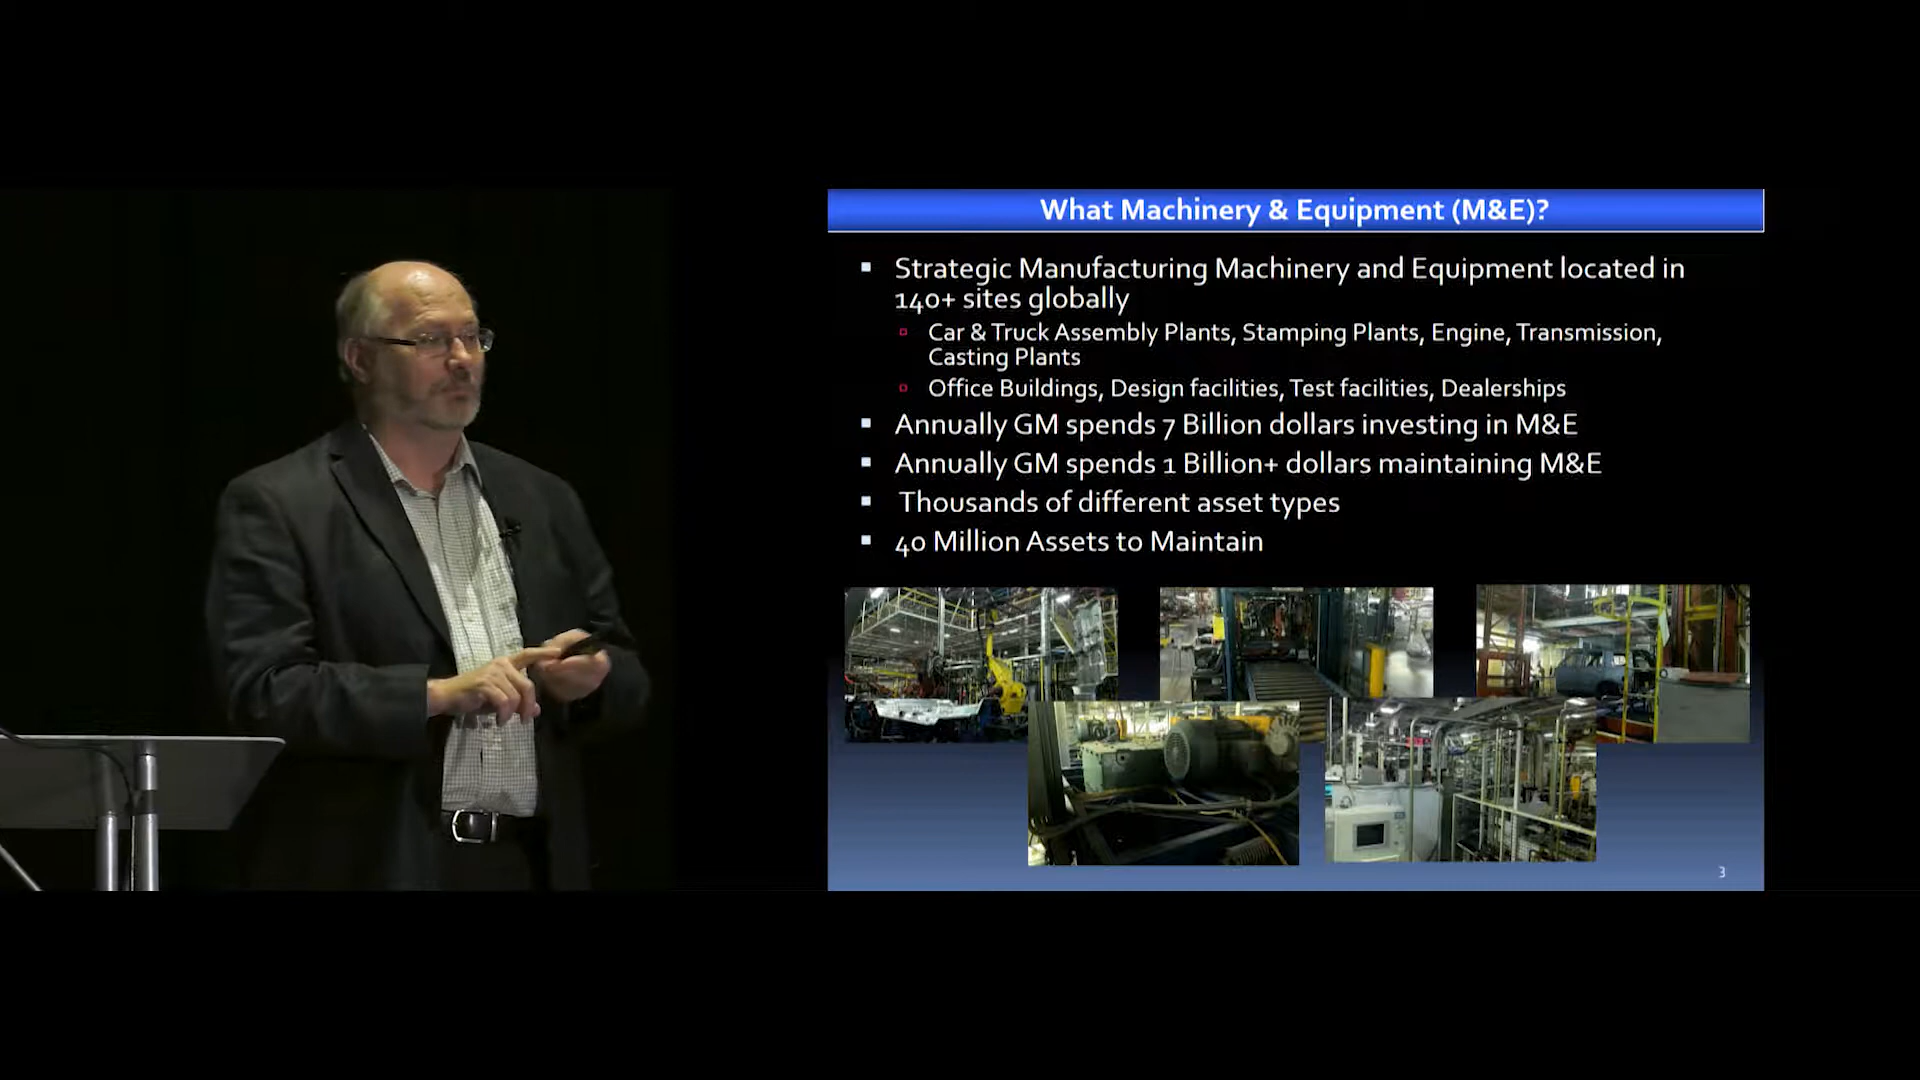 What Machinery & Equipment (M&E)?
Strategic Manufacturing Machinery and Equipment located in
140+ sites globally
Car & Truck Assembly Plants, Stamping Plants, Engine, Transmission,
Casting Plants
Office Buildings, Design facilities, Test facilities, Dealerships
Annually GM spends 7 Billion dollars investing in M&E
Annually GM spends 1 Billion+ dollars maintaining M&E
Thousands of different asset types
40 Million Assets to Maintain
3